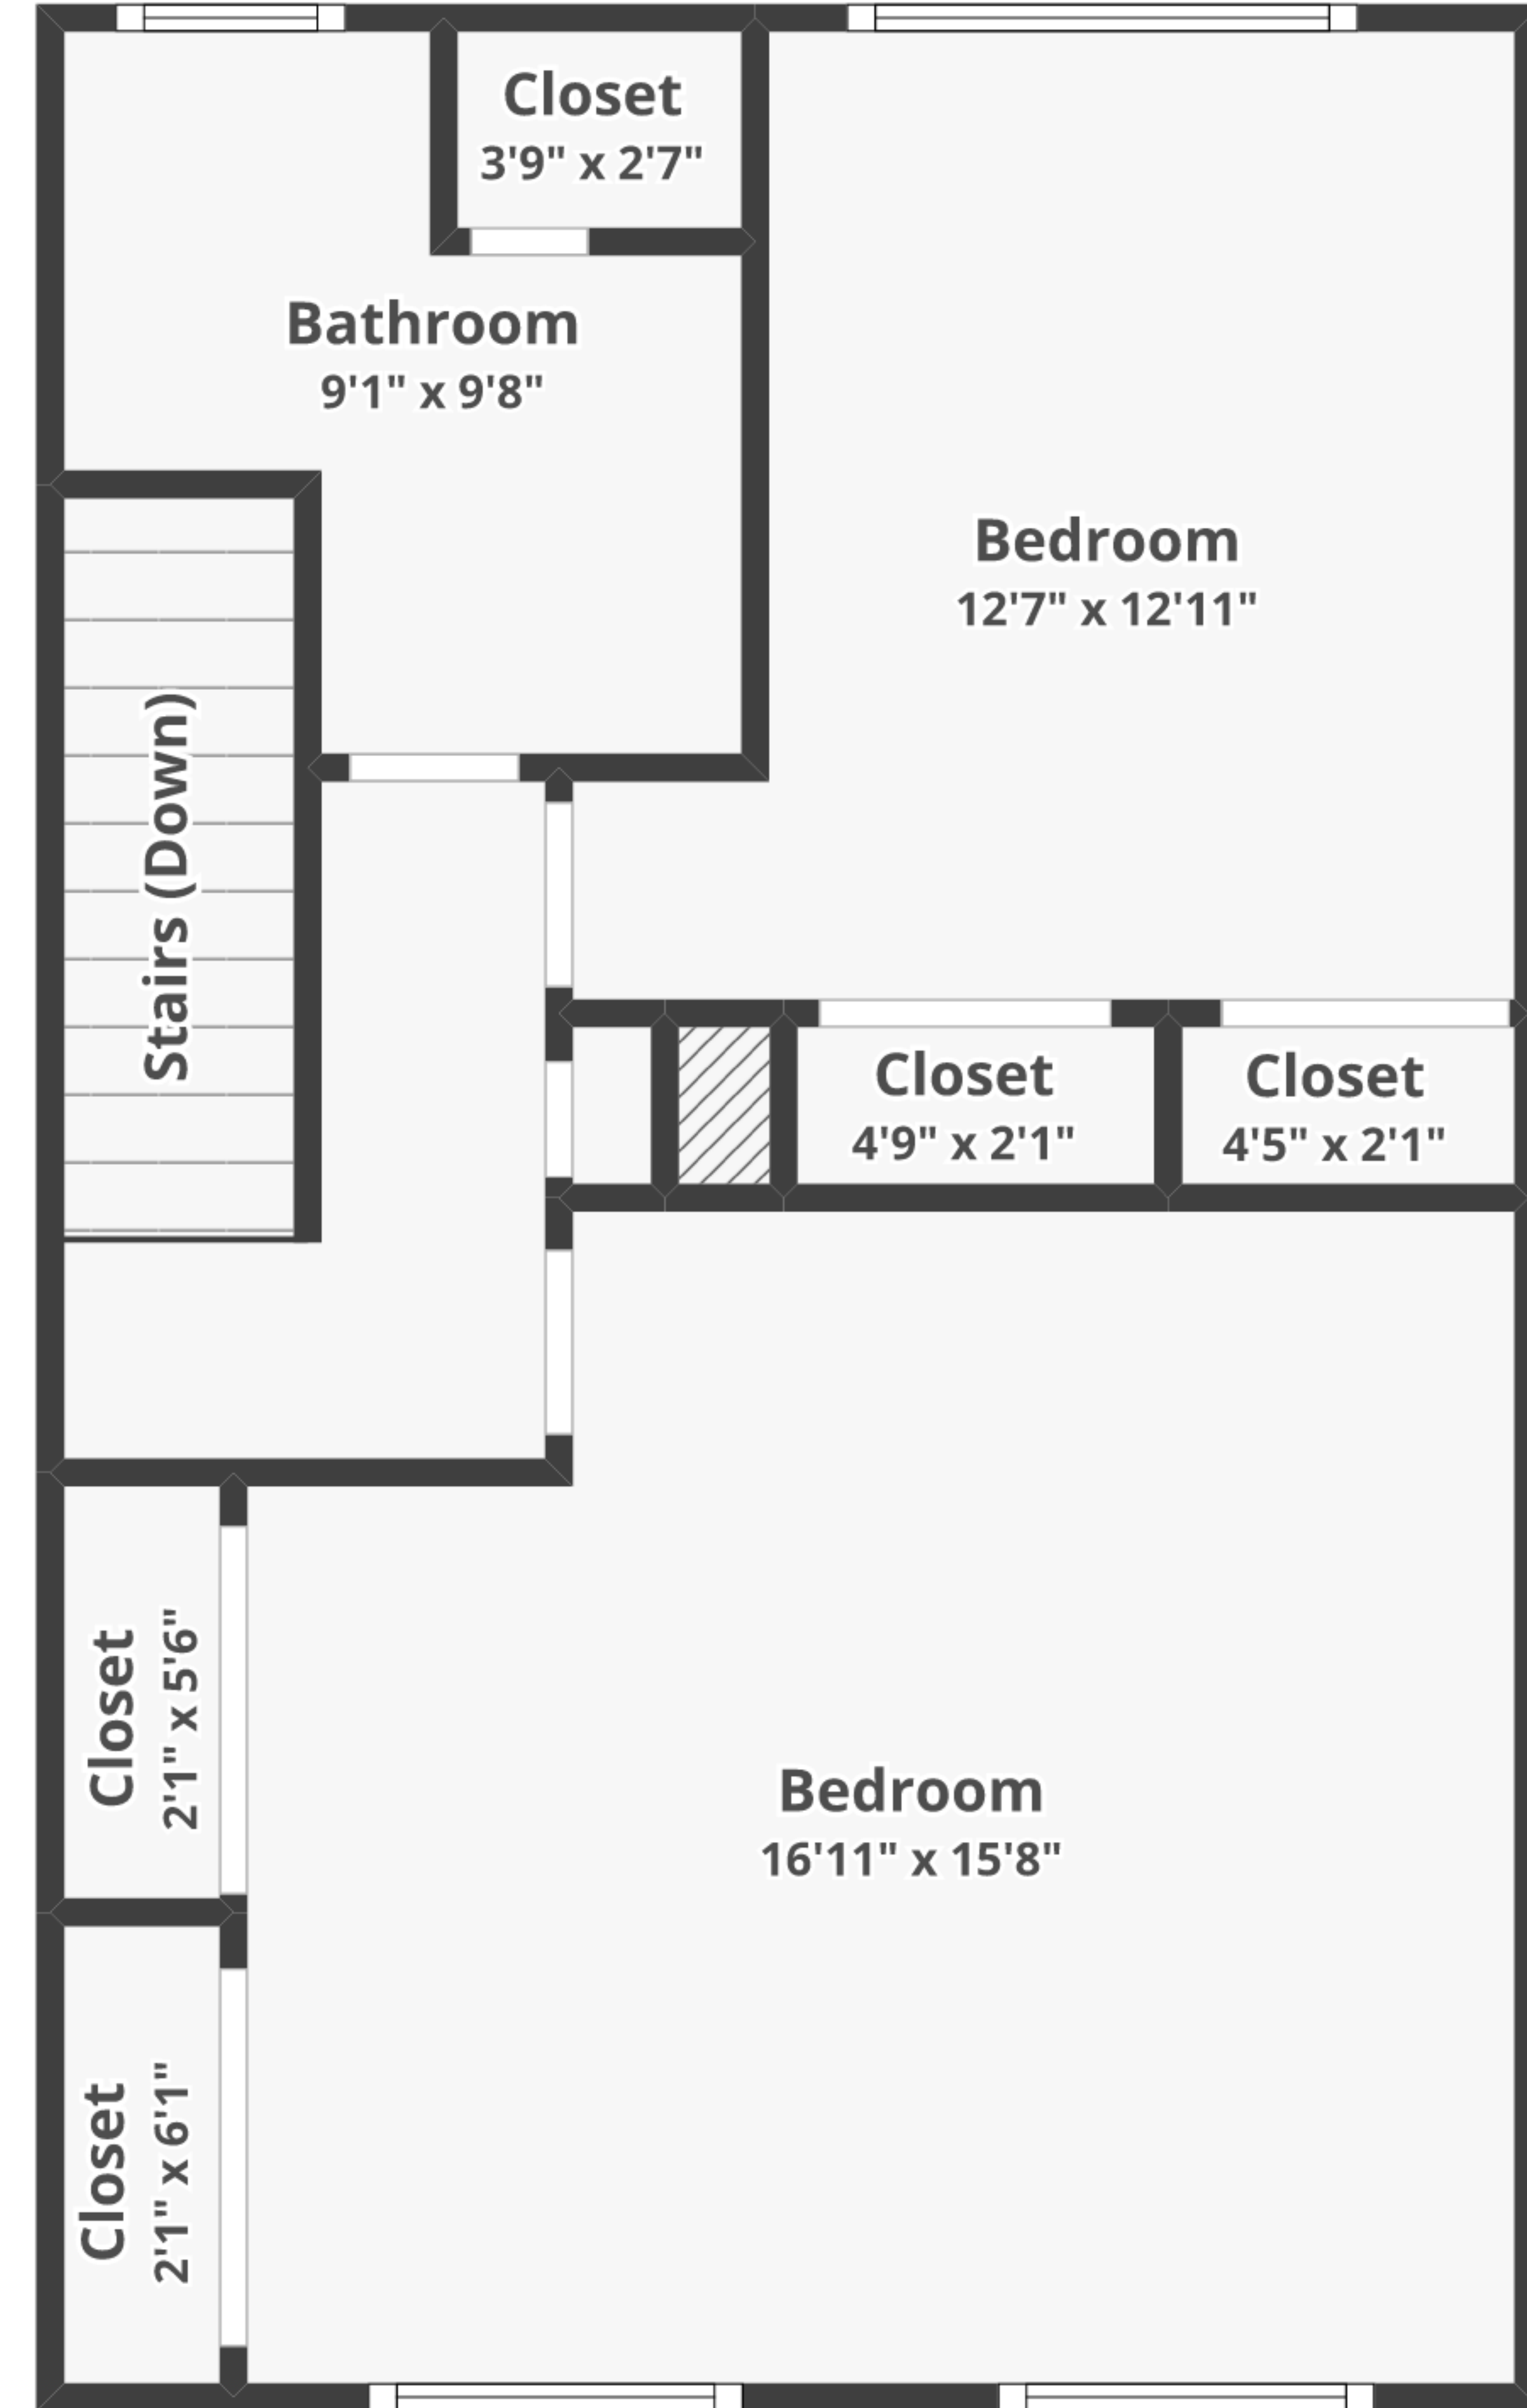 Closet
3'9" x 2'7"
Bathroom
9'1" x 9'8"
Bedroom
12'7" x 12'11"
Stairs (Down)
Closet
4'9" x 2'1"
Closet
4'5" x 2'1"
Closet
2'1" x 5'6"
Bedroom
16'11" x 15'8"
Closet
2'1" x 6'1"